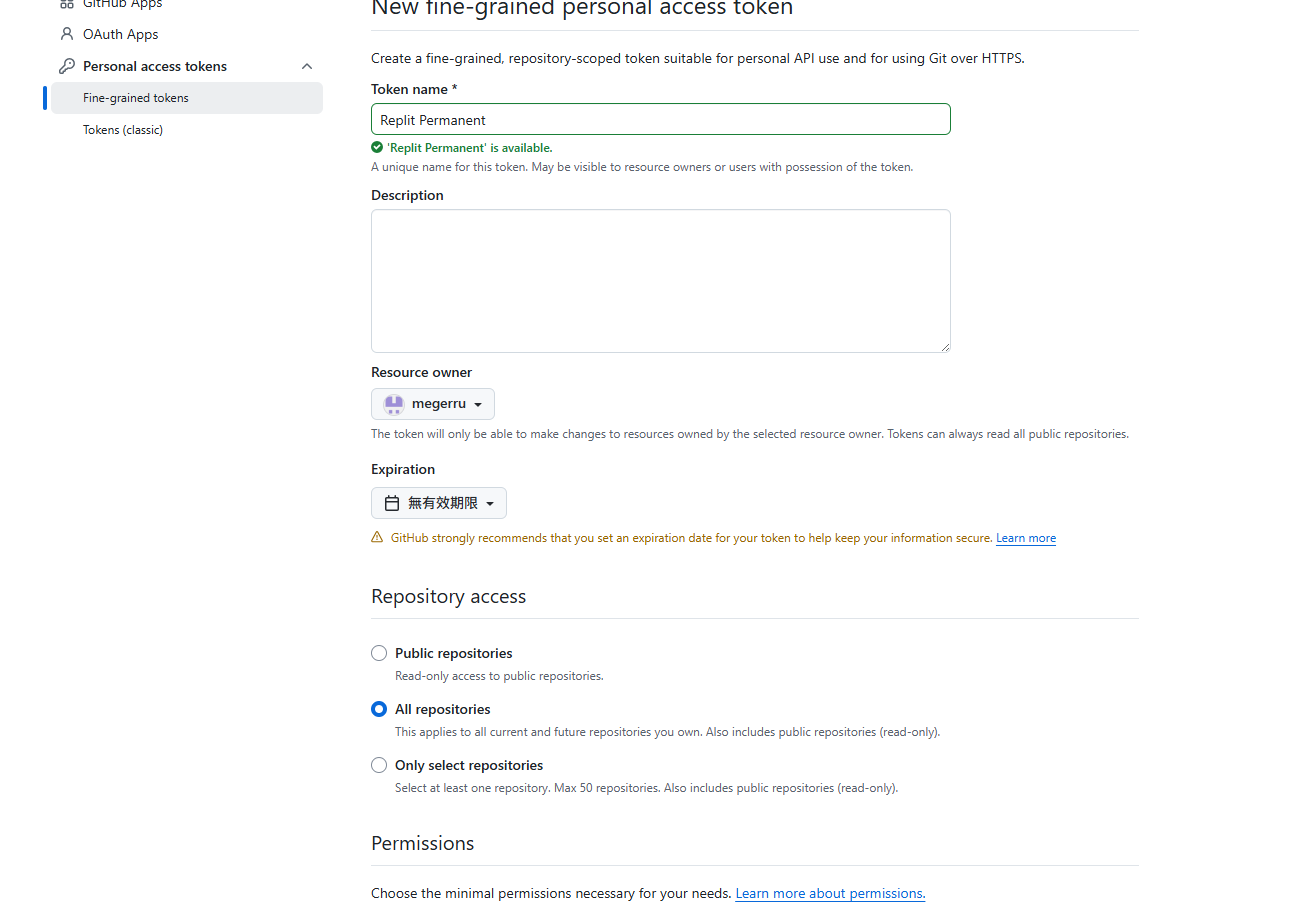 GitHub Apps
OAuth Apps
Personal access tokens
Fine-grained tokens
Tokens (classic)
New fine-grained personal access token
Create a fine-grained, repository-scoped token suitable for personal API use and for using Git over HTTPS.
Token name *
Replit Permanent
'Replit Permanent' is available.
A unique name for this token. May be visible to resource owners or users with possession of the token.
Description
Resource owner
megerru
The token will only be able to make changes to resources owned by the selected resource owner. Tokens can always read all public repositories.
Expiration
無有效期限
GitHub strongly recommends that you set an expiration date for your token to help keep your information secure. Learn more
Repository access
Public repositories
Read-only access to public repositories.
All repositories
This applies to all current and future repositories you own. Also includes public repositories (read-only).
Only select repositories
Select at least one repository. Max 50 repositories. Also includes public repositories (read-only).
Permissions
Choose the minimal permissions necessary for your needs. Learn more about permissions.